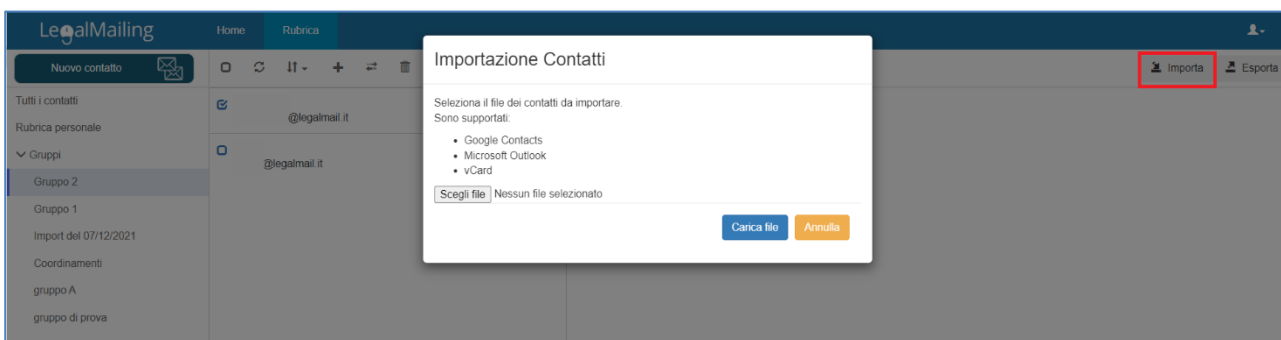 LegalMailing
Home
Rubrica
Nuovo contatto
Importa
Esporta
Tutti i contatti
Rubrica personale
Gruppi
Gruppo 2
Gruppo 1
Import del 07/12/2021
Coordinamenti
gruppo A
gruppo di prova
@legalmail.it
@legalmail.it
Importazione Contatti
Seleziona il file dei contatti da importare.
Sono supportati:
• Google Contacts
• Microsoft Outlook
• vCard
Scegli file Nessun file selezionato
Carica file
Annulla